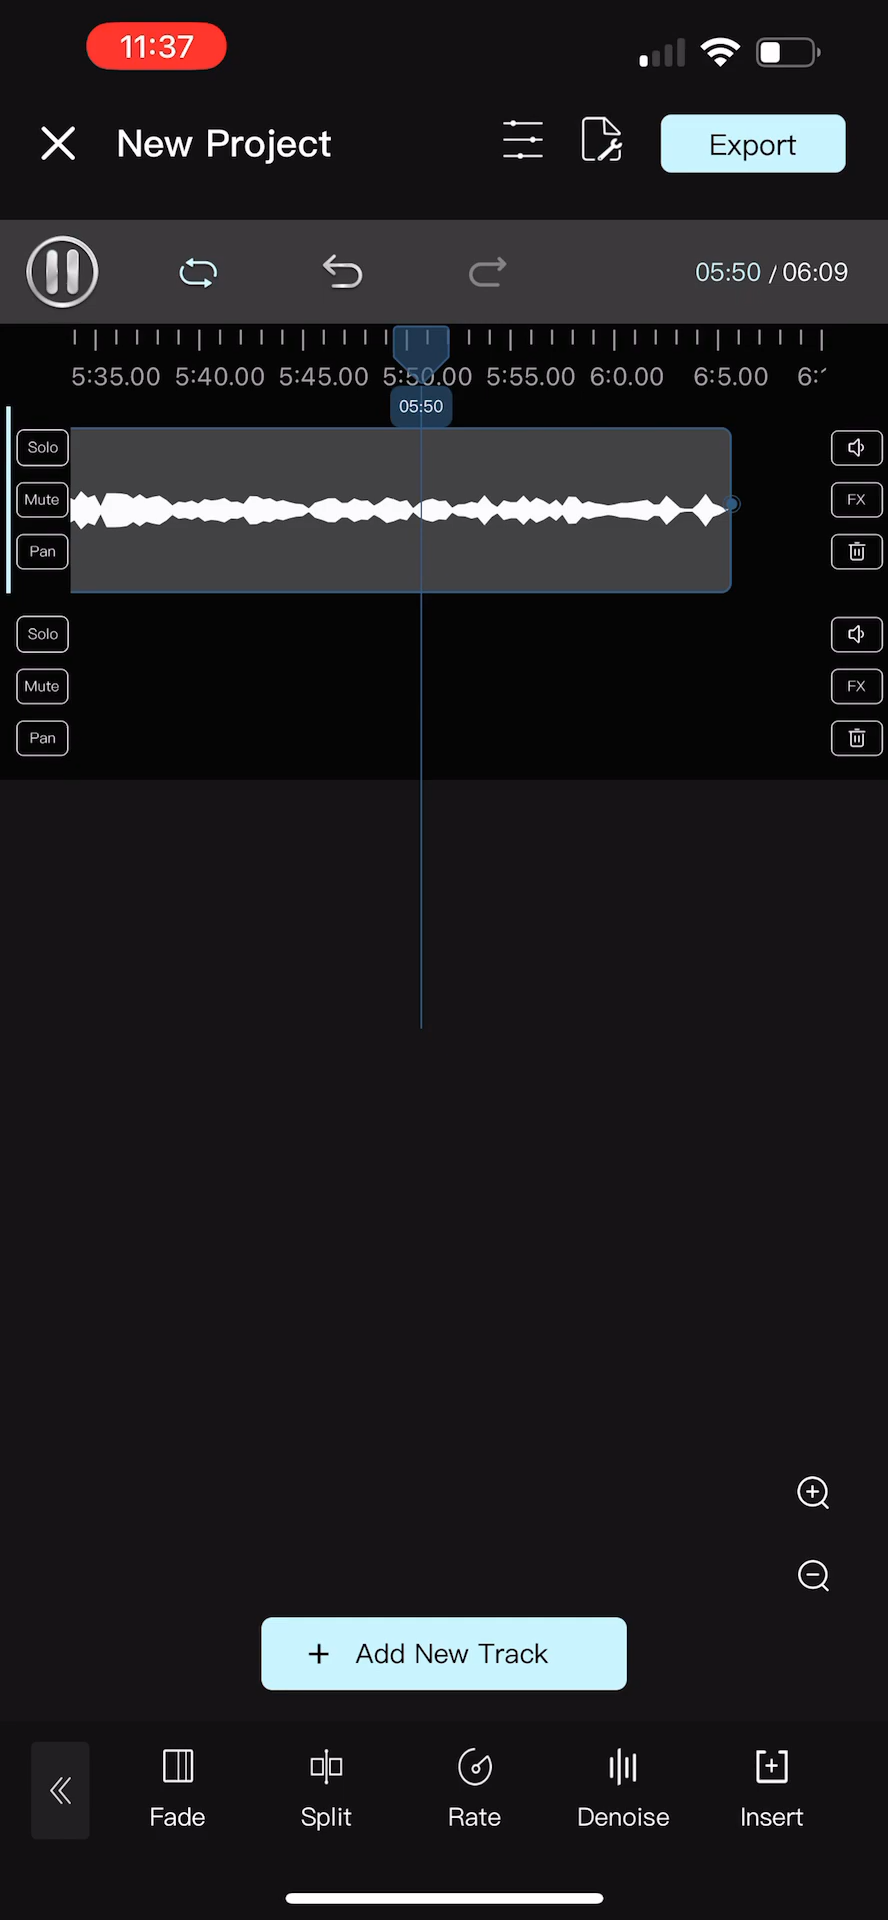 11:37
New Project
Export
05:50 / 06:09
5:35.00 5:40.00 5:45.00 5:50.00 5:55.00 6:0.00 6:5.00
05:50
Solo
Mute
FX
Pan
Solo
Mute
FX
Pan
+ Add New Track
Fade
Split
Rate
Denoise
Insert